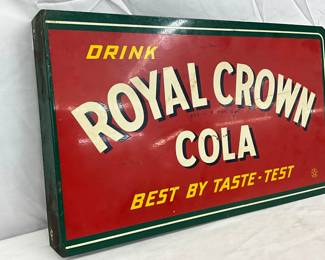 DRINK
ROYAL CROWN
COLA
BEST BY TASTE-TEST